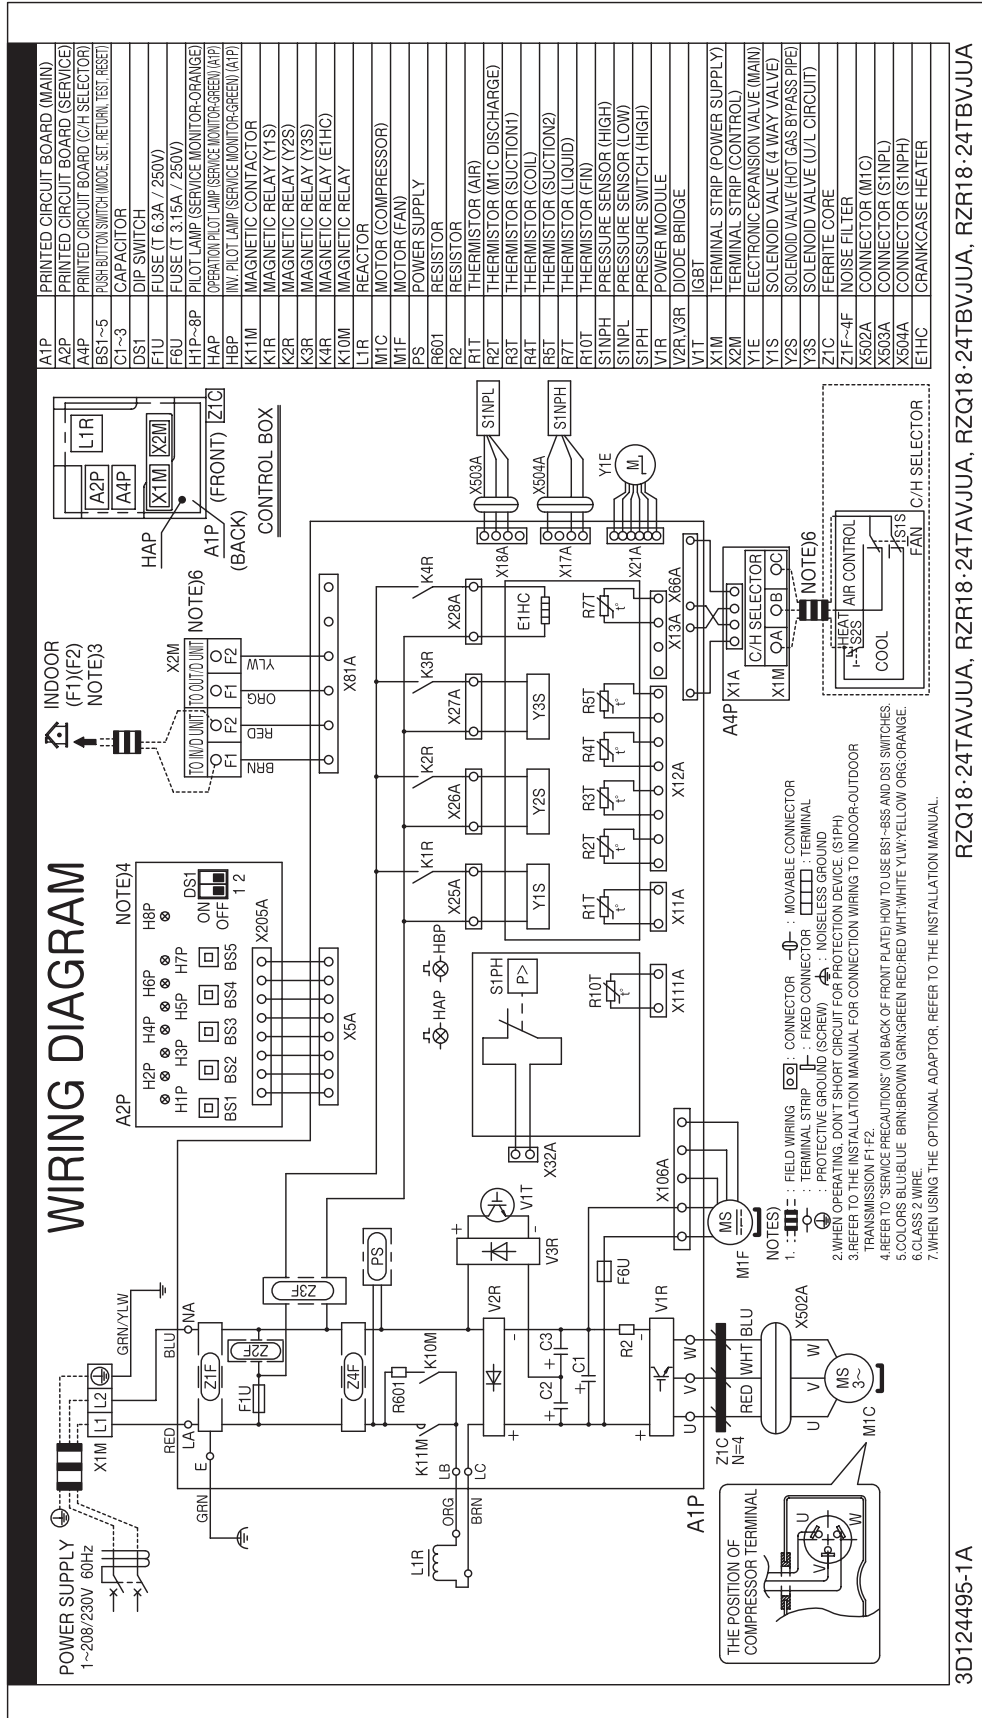 WIRING DIAGRAM
POWER SUPPLY
1~208/230V 60Hz
X1M
L1
L2
GRN/YLW
RED
BLU
LA
NA
E
GRN
Z1F
F1U
Z2F
Z3F
Z4F
PS
R601
K10M
K11M
LB
LC
ORG
BRN
L1R
V2R
V3R
V1T
+
-
+
-
C2
C3
C1
+
+
+
F6U
R2
V1R
+
U
V
W
Z1C
N=4
RED
WHT
BLU
X502A
U
V
W
MS
3~
M1C
A1P
THE POSITION OF
COMPRESSOR TERMINAL
U
V
W
A2P
NOTE)4
H1P
H2P
H3P
H4P
H5P
H6P
H7P
H8P
BS1
BS2
BS3
BS4
BS5
DS1
ON
OFF
1 2
X205A
X5A
INDOOR
(F1)(F2)
NOTE)3
X2M
TO IN/D UNIT
TO OUT/D UNIT
F1
F2
F1
F2
NOTE)6
BRN
RED
ORG
YLW
X81A
HAP
HBP
K1R
K2R
K3R
K4R
X25A
X26A
X27A
X28A
Y1S
Y2S
Y3S
E1HC
S1PH
P>
X32A
R10T
t°
X111A
R1T
t°
R2T
t°
R3T
t°
R4T
t°
R5T
t°
R7T
t°
X11A
X12A
X13A
X66A
X106A
MS
M1F
X18A
X17A
X21A
X503A
X504A
S1NPL
S1NPH
Y1E
M
A4P
X1A
C/H SELECTOR
X1M
A
B
C
NOTE)6
HEAT
S2S
COOL
AIR CONTROL
S1S
FAN
C/H SELECTOR
HAP
A1P
(BACK)
A2P
A4P
L1R
X1M
X2M
(FRONT)
Z1C
CONTROL BOX
NOTES)
1. : FIELD WIRING : CONNECTOR : MOVABLE CONNECTOR
: TERMINAL STRIP : FIXED CONNECTOR : TERMINAL
: PROTECTIVE GROUND (SCREW) : NOISELESS GROUND
2.WHEN OPERATING, DON'T SHORT CIRCUIT FOR PROTECTION DEVICE. (S1PH)
3.REFER TO THE INSTALLATION MANUAL FOR CONNECTION WIRING TO INDOOR-OUTDOOR
TRANSMISSION F1·F2.
4.REFER TO "SERVICE PRECAUTIONS" (ON BACK OF FRONT PLATE) HOW TO USE BS1~BS5 AND DS1 SWITCHES.
5.COLORS BLU:BLUE BRN:BROWN GRN:GREEN RED:RED WHT:WHITE YLW:YELLOW ORG:ORANGE.
6.CLASS 2 WIRE.
7.WHEN USING THE OPTIONAL ADAPTOR, REFER TO THE INSTALLATION MANUAL.
A1P PRINTED CIRCUIT BOARD (MAIN)
A2P PRINTED CIRCUIT BOARD (SERVICE)
A4P PRINTED CIRCUIT BOARD (C/H SELECTOR)
BS1~5 PUSH BUTTON SWITCH (MODE, SET, RETURN, TEST, RESET)
C1~3 CAPACITOR
DS1 DIP SWITCH
F1U FUSE (T 6.3A / 250V)
F6U FUSE (T 3.15A / 250V)
H1P~8P PILOT LAMP (SERVICE MONITOR-ORANGE)
HAP OPERATION PILOT LAMP (SERVICE MONITOR-GREEN) (A1P)
HBP INV. PILOT LAMP (SERVICE MONITOR-GREEN) (A1P)
K11M MAGNETIC CONTACTOR
K1R MAGNETIC RELAY (Y1S)
K2R MAGNETIC RELAY (Y2S)
K3R MAGNETIC RELAY (Y3S)
K4R MAGNETIC RELAY (E1HC)
K10M MAGNETIC RELAY
L1R REACTOR
M1C MOTOR (COMPRESSOR)
M1F MOTOR (FAN)
PS POWER SUPPLY
R601 RESISTOR
R2 RESISTOR
R1T THERMISTOR (AIR)
R2T THERMISTOR (M1C DISCHARGE)
R3T THERMISTOR (SUCTION1)
R4T THERMISTOR (COIL)
R5T THERMISTOR (SUCTION2)
R7T THERMISTOR (LIQUID)
R10T THERMISTOR (FIN)
S1NPH PRESSURE SENSOR (HIGH)
S1NPL PRESSURE SENSOR (LOW)
S1PH PRESSURE SWITCH (HIGH)
V1R POWER MODULE
V2R,V3R DIODE BRIDGE
V1T IGBT
X1M TERMINAL STRIP (POWER SUPPLY)
X2M TERMINAL STRIP (CONTROL)
Y1E ELECTRONIC EXPANSION VALVE (MAIN)
Y1S SOLENOID VALVE (4 WAY VALVE)
Y2S SOLENOID VALVE (HOT GAS BYPASS PIPE)
Y3S SOLENOID VALVE (U/L CIRCUIT)
Z1C FERRITE CORE
Z1F~4F NOISE FILTER
X502A CONNECTOR (M1C)
X503A CONNECTOR (S1NPL)
X504A CONNECTOR (S1NPH)
E1HC CRANKCASE HEATER
3D124495-1A
RZQ18·24TAVJUA, RZR18·24TAVJUA, RZQ18·24TBVJUA, RZR18·24TBVJUA